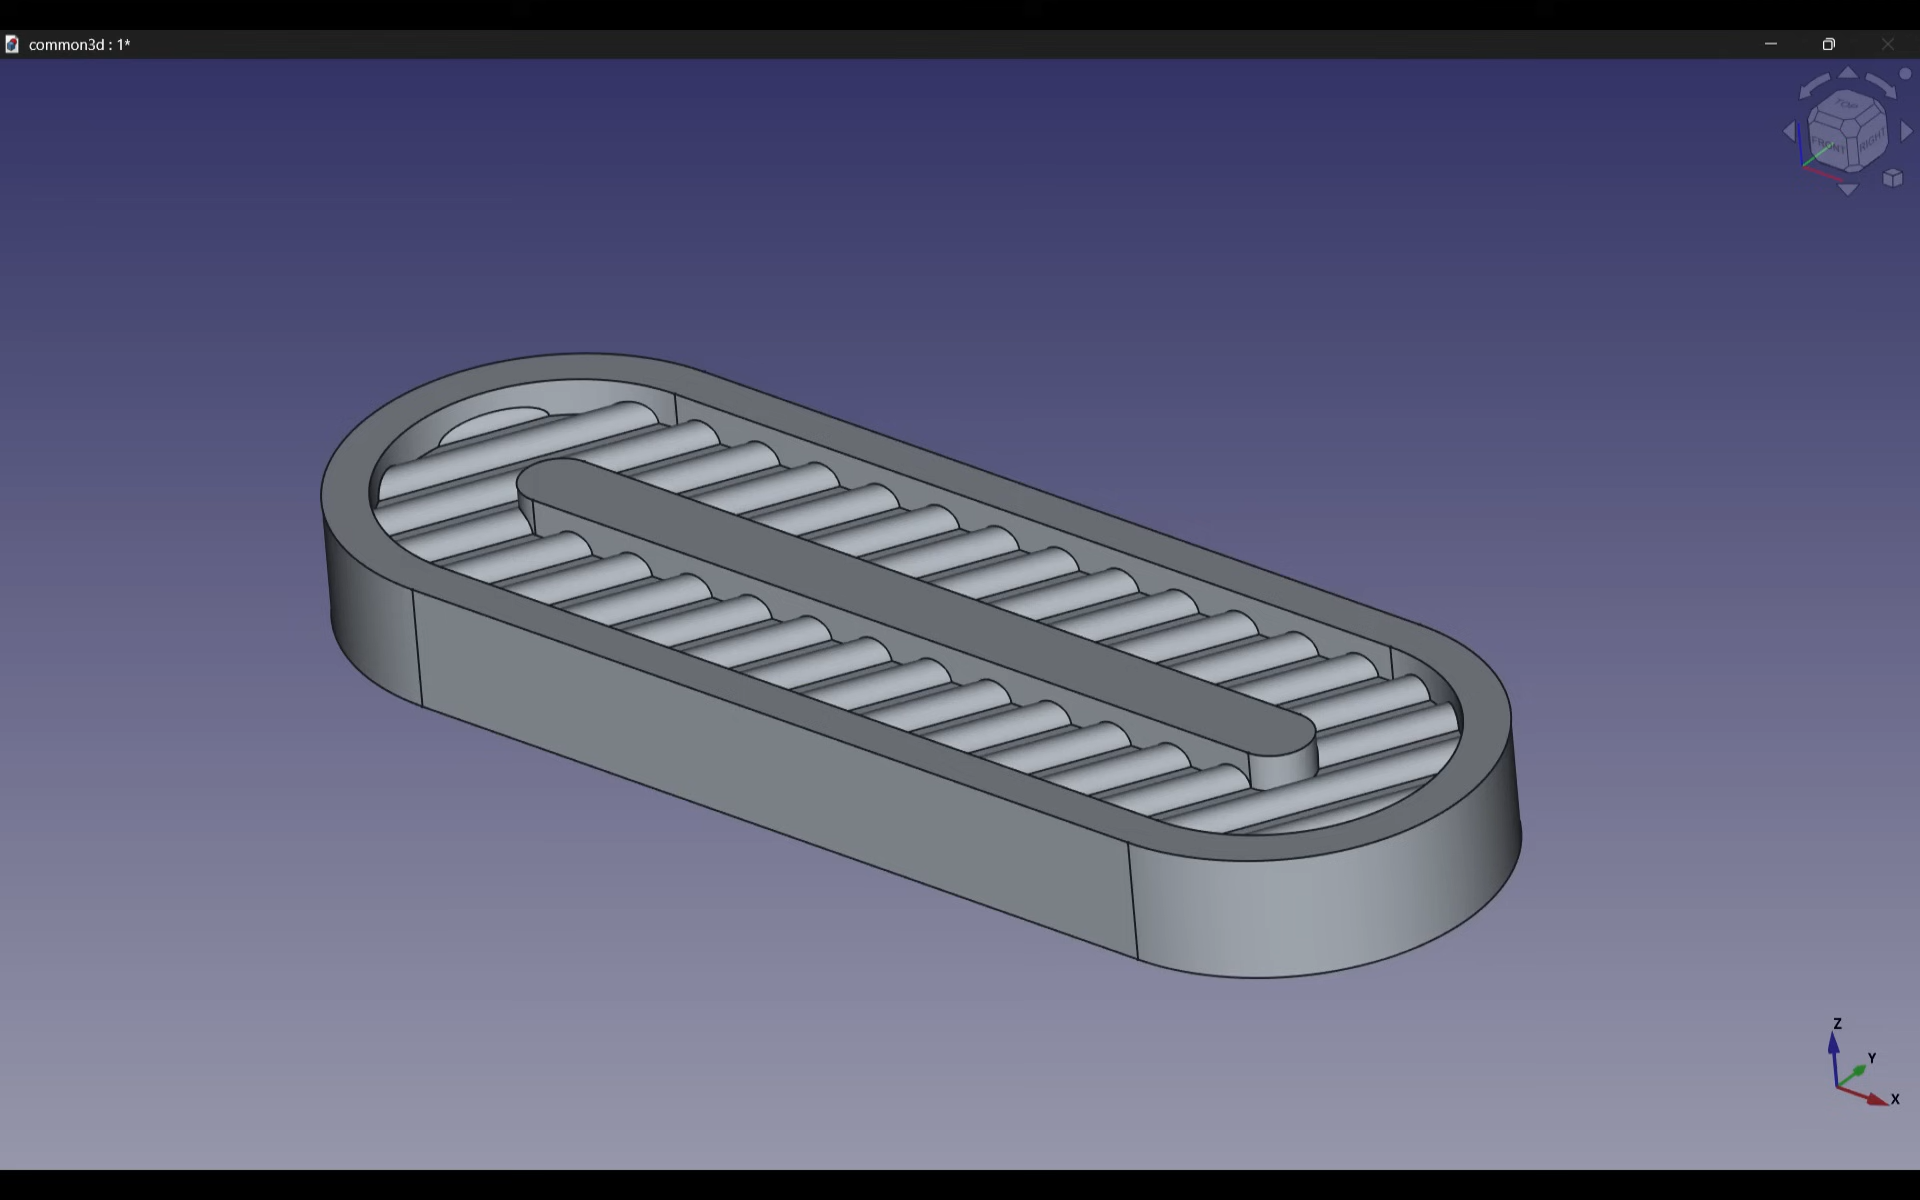 common3d : 1*
TOP
FRONT
RIGHT
Z
Y
X